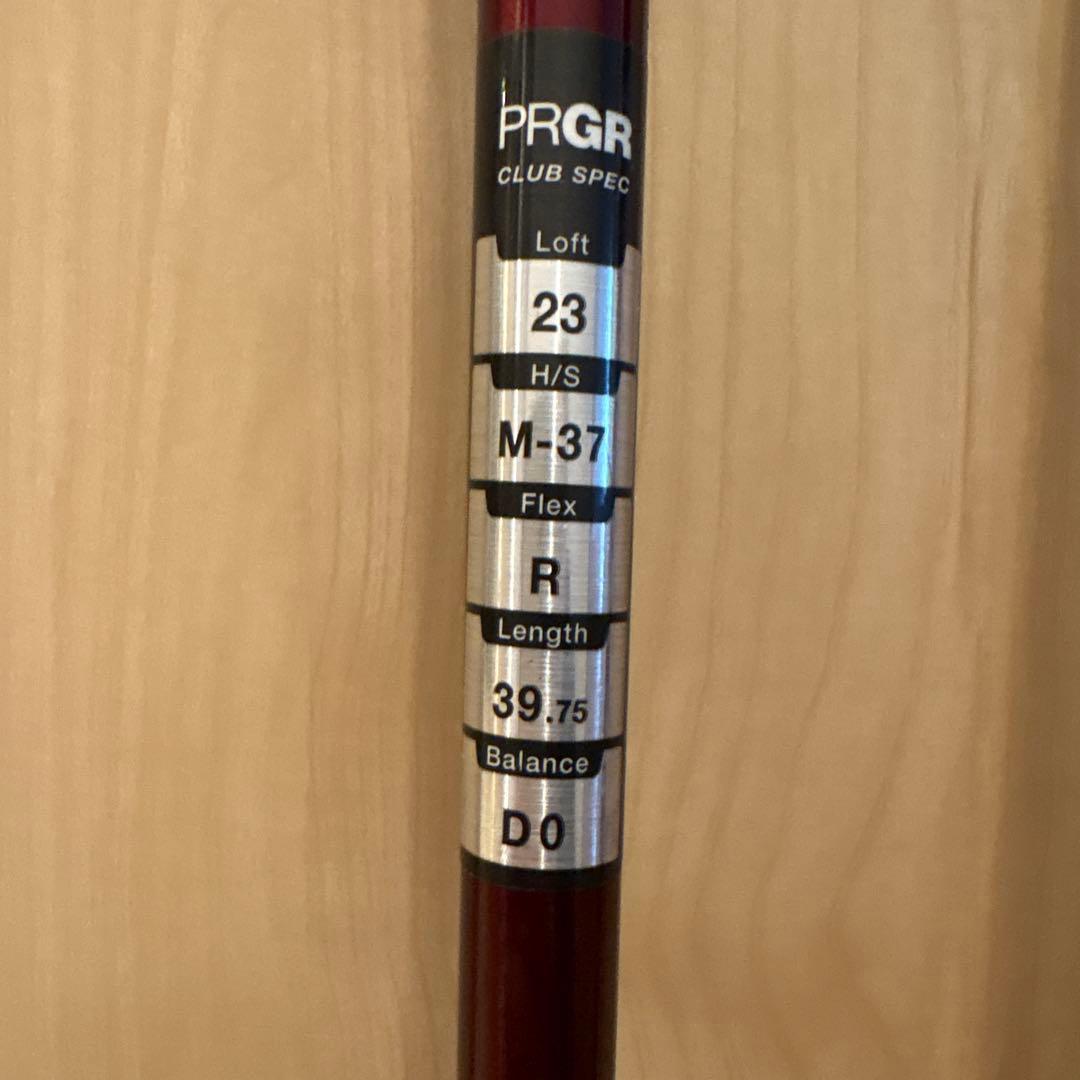 PRGR
CLUB SPEC
Loft
23
H/S
M-37
Flex
R
Length
39.75
Balance
D0